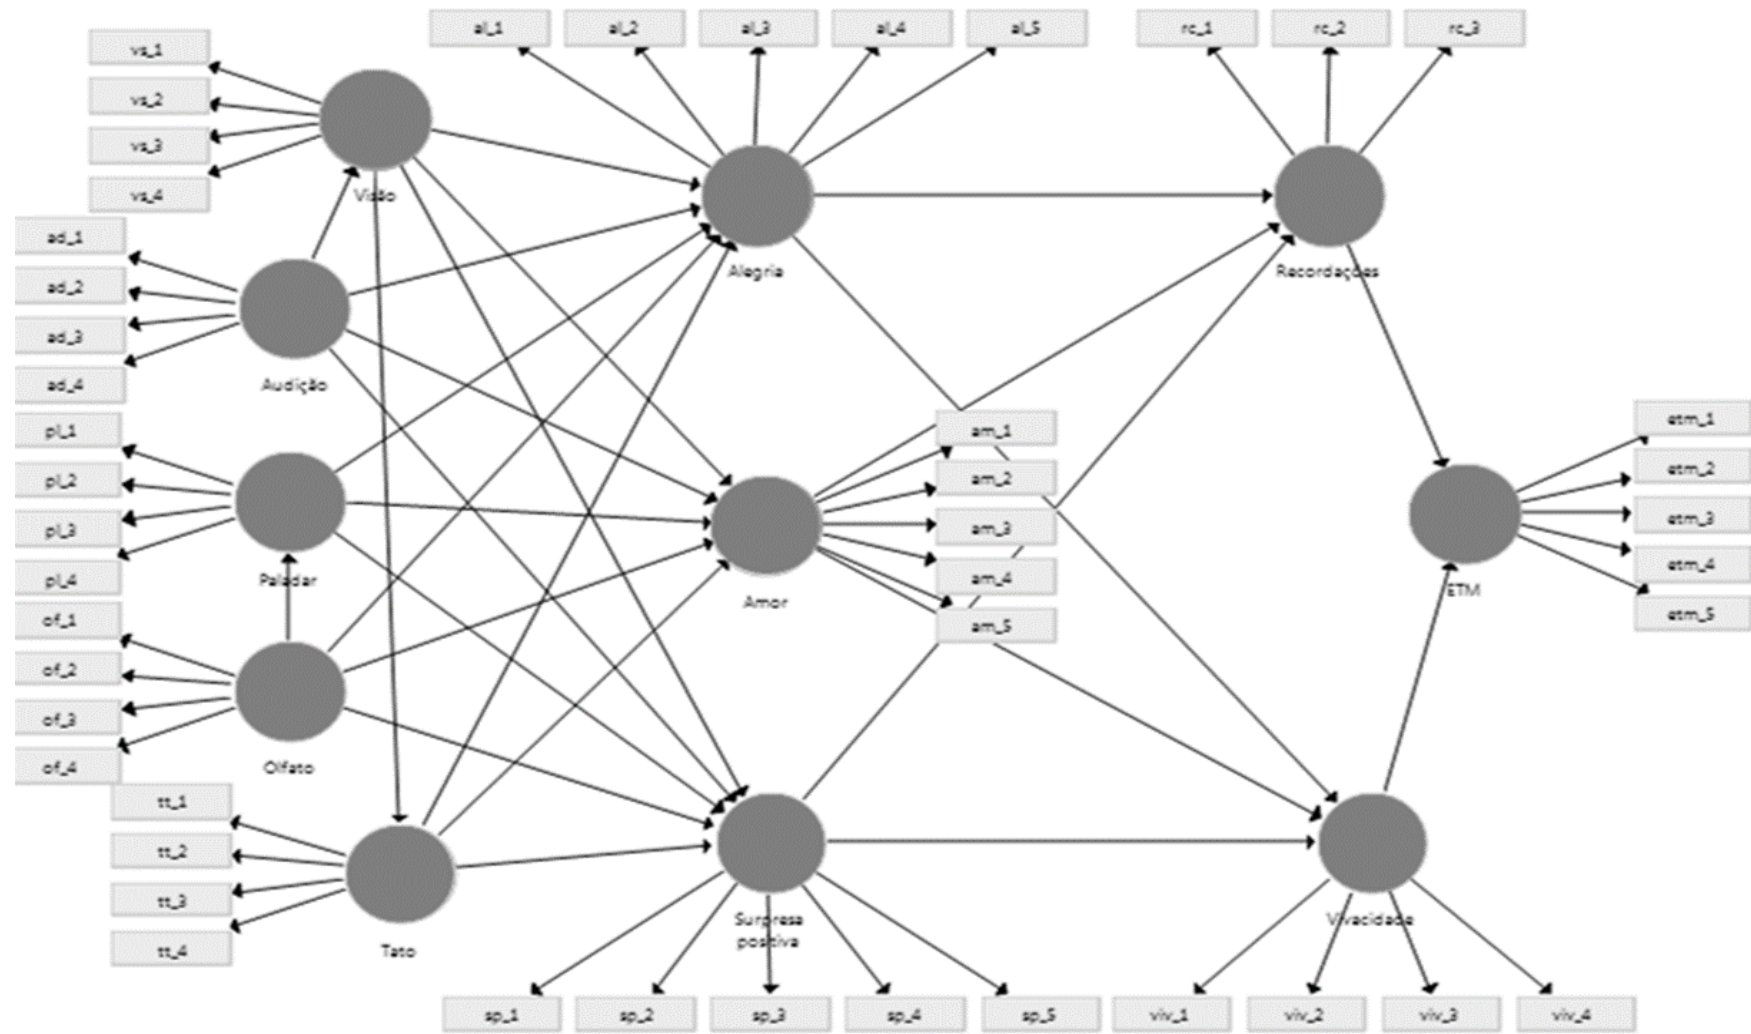 al_1
al_2
al_3
al_4
al_5
rc_1
rc_2
rc_3
vs_1
vs_2
vs_3
vs_4
Visão
ad_1
ad_2
ad_3
ad_4
Alegria
Recordações
Audição
pl_1
pl_2
pl_3
pl_4
am_1
am_2
am_3
am_4
am_5
etm_1
etm_2
etm_3
etm_4
etm_5
Paladar
Amor
ETM
of_1
of_2
of_3
of_4
Olfato
tt_1
tt_2
tt_3
tt_4
Tato
Surpresa
positiva
Vivacidade
sp_1
sp_2
sp_3
sp_4
sp_5
viv_1
viv_2
viv_3
viv_4